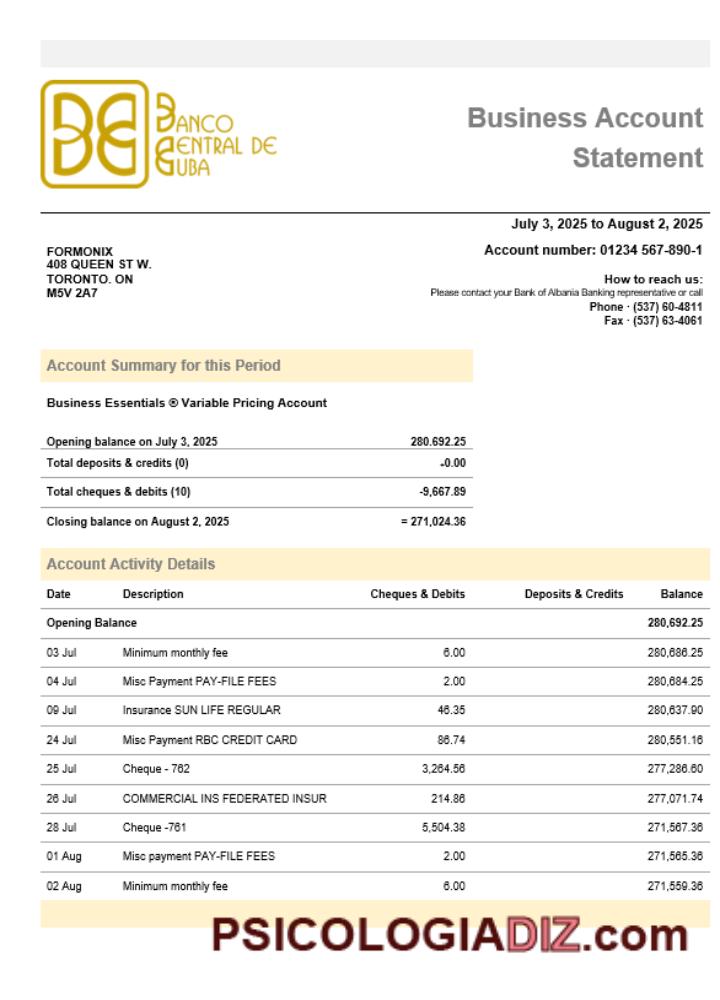 BANCO
CENTRAL DE
CUBA
Business Account
Statement
July 3, 2025 to August 2, 2025
Account number: 01234 567-890-1
FORMONIX
408 QUEEN ST W.
TORONTO. ON
M5V 2A7
How to reach us:
Please contact your Bank of Albania Banking representative or call
Phone · (537) 60-4811
Fax · (537) 63-4061
Account Summary for this Period
Business Essentials ® Variable Pricing Account
Opening balance on July 3, 2025 280.692.25
Total deposits & credits (0) -0.00
Total cheques & debits (10) -9,667.89
Closing balance on August 2, 2025 = 271,024.36
Account Activity Details
Date Description Cheques & Debits Deposits & Credits Balance
Opening Balance 280,692.25
03 Jul Minimum monthly fee 6.00 280,686.25
04 Jul Misc Payment PAY-FILE FEES 2.00 280,684.25
09 Jul Insurance SUN LIFE REGULAR 46.35 280,637.90
24 Jul Misc Payment RBC CREDIT CARD 86.74 280,551.16
25 Jul Cheque - 762 3,264.56 277,286.60
26 Jul COMMERCIAL INS FEDERATED INSUR 214.86 277,071.74
28 Jul Cheque -761 5,504.38 271,567.36
01 Aug Misc payment PAY-FILE FEES 2.00 271,565.36
02 Aug Minimum monthly fee 6.00 271,559.36
PSICOLOGIADIZ.com